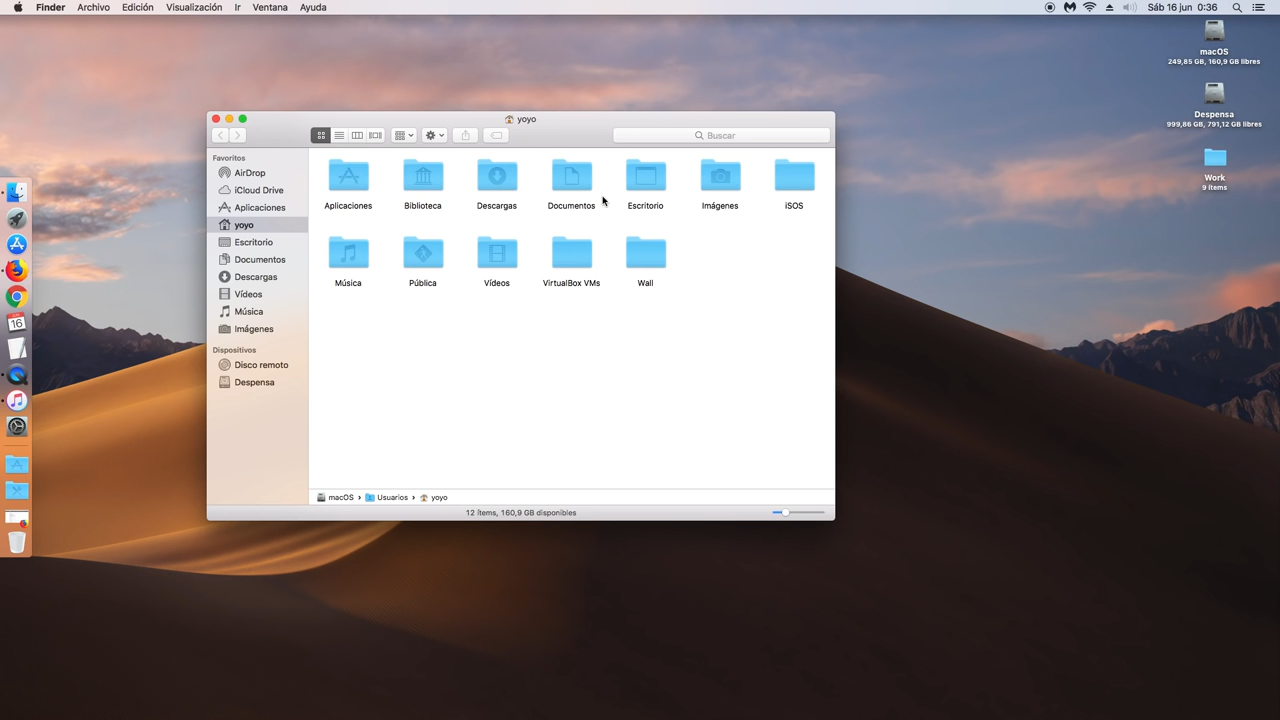 Finder Archivo Edición Visualización Ir Ventana Ayuda Sáb 16 jun 0:36
macOS
249,85 GB, 160,9 GB libres
Despensa
999,86 GB, 791,12 GB libres
Work
9 ítems
yoyo
Buscar
Favoritos
AirDrop
iCloud Drive
Aplicaciones
yoyo
Escritorio
Documentos
Descargas
Vídeos
Música
Imágenes
Dispositivos
Disco remoto
Despensa
Aplicaciones Biblioteca Descargas Documentos Escritorio Imágenes iSOS
Música Pública Vídeos VirtualBox VMs Wall
macOS › Usuarios › yoyo
12 ítems, 160,9 GB disponibles
16